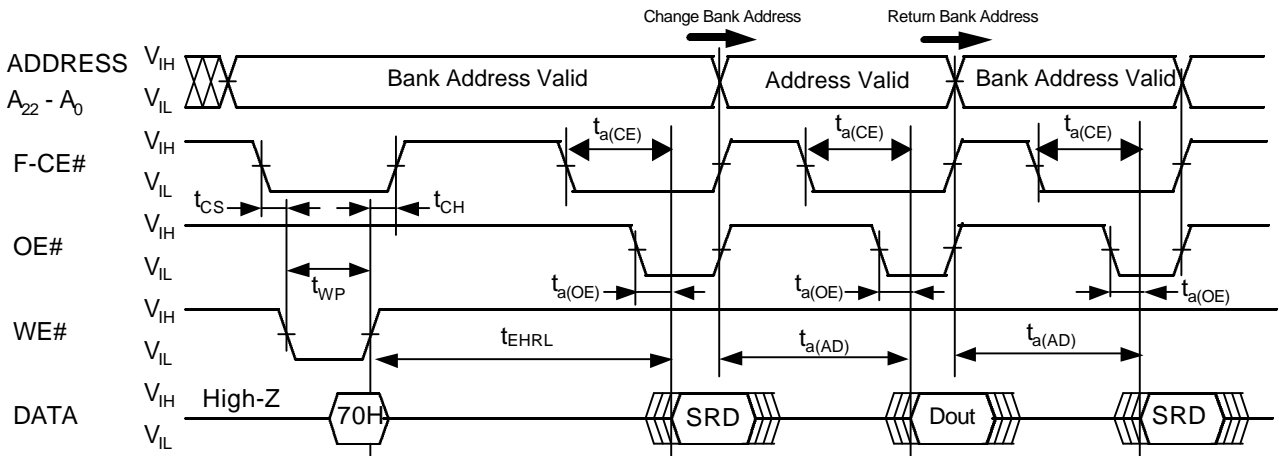 Change Bank Address Return Bank Address
ADDRESS
A22 - A0
VIH
VIL
Bank Address Valid Address Valid Bank Address Valid
F-CE#
VIH
VIL
ta(CE) ta(CE) ta(CE)
tCS tCH
OE#
VIH
VIL
tWP
ta(OE) ta(OE) ta(OE)
WE#
VIH
VIL
tEHRL ta(AD) ta(AD)
DATA
VIH
VIL
High-Z
70H SRD Dout SRD